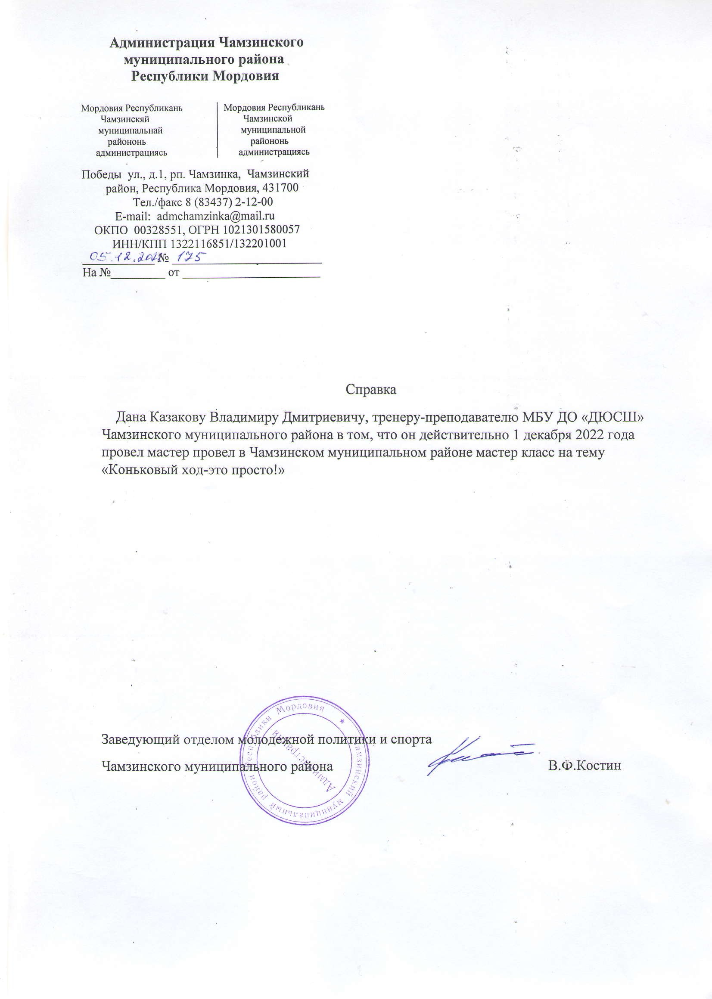 Администрация Чамзинского
муниципального района
Республики Мордовия
Мордовия Республикань
Чамзинскяй
муниципальнай
райононь
администрациясь
Мордовия Республикань
Чамзинской
муниципальной
райононь
администрациясь
Победы ул., д.1, рп. Чамзинка, Чамзинский
район, Республика Мордовия, 431700
Тел./факс 8 (83437) 2-12-00
E-mail: admchamzinka@mail.ru
ОКПО 00328551, ОГРН 1021301580057
ИНН/КПП 1322116851/132201001
05.12.2022 № 175
На №_________ от _______________________
Справка
Дана Казакову Владимиру Дмитриевичу, тренеру-преподавателю МБУ ДО «ДЮСШ»
Чамзинского муниципального района в том, что он действительно 1 декабря 2022 года
провел мастер провел в Чамзинском муниципальном районе мастер класс на тему
«Коньковый ход-это просто!»
Заведующий отделом молодежной политики и спорта
Чамзинского муниципального района
В.Ф.Костин
Чамзинский муниципальный район Республики Мордовия
Администрация